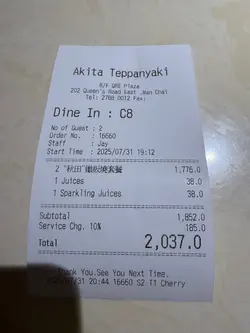 Akita Teppanyaki
6/F QRE Plaza
202 Queen's Road East ,Wan Chai
Tel: 2768 0012 Fax:
Dine In : C8
No of Guest : 2
Order No. : 16660
Staff : Jay
Start Time : 2025/07/31 19:12
2 "秋田"鐵板燒套餐 1,776.0
1 Juices 38.0
1 Sparkling Juices 38.0
Subtotal 1,852.0
Service Chg. 10% 185.0
Total 2,037.0
Thank You.See You Next Time.
2025/07/31 20:44 16660 S2 T1 Cherry